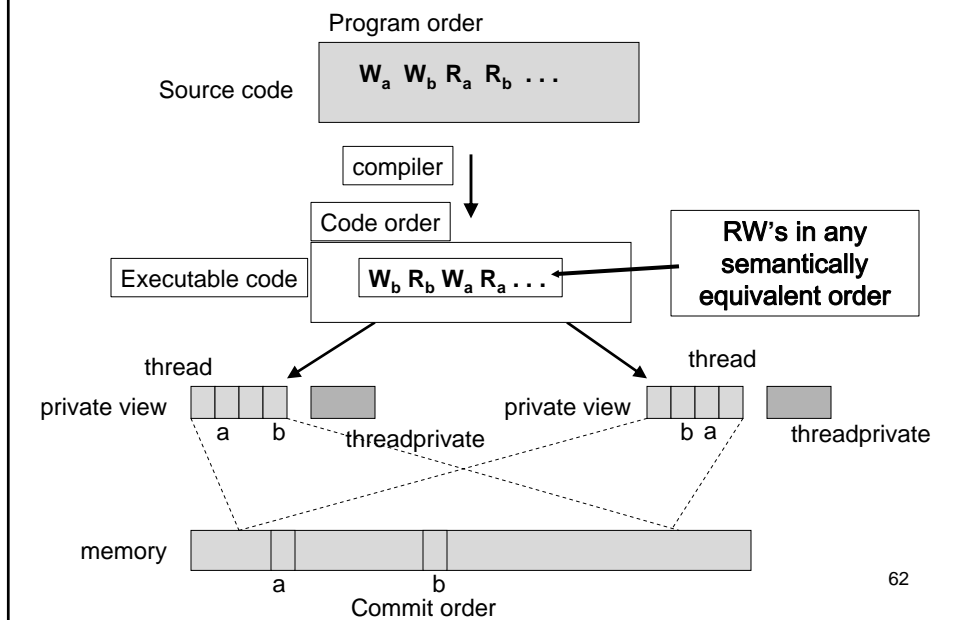 Program order
Source code
Wa Wb Ra Rb . . .
compiler
Code order
Executable code
Wb Rb Wa Ra . . .
RW's in any
semantically
equivalent order
thread
thread
private view
a b
threadprivate
private view
b a
threadprivate
memory
a b
Commit order
62